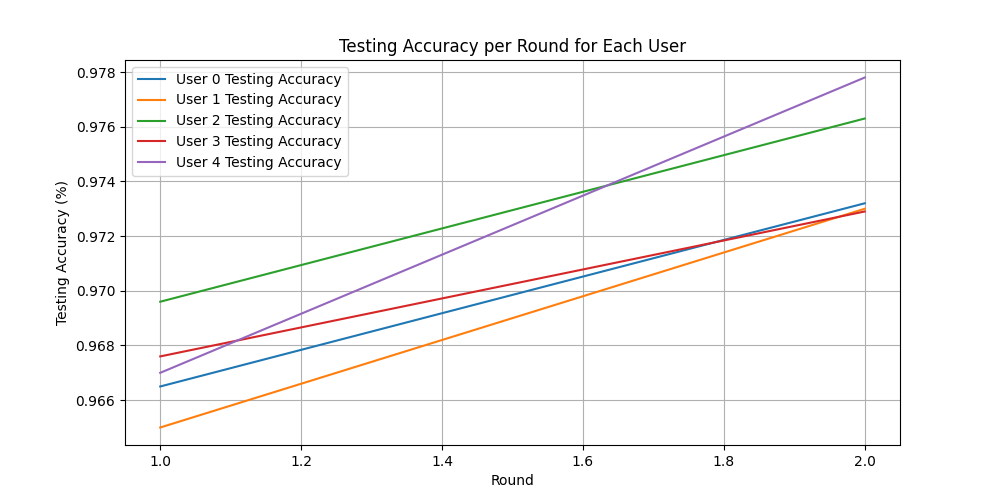 Testing Accuracy per Round for Each User
Testing Accuracy (%)
0.978
0.976
0.974
0.972
0.970
0.968
0.966
User 0 Testing Accuracy
User 1 Testing Accuracy
User 2 Testing Accuracy
User 3 Testing Accuracy
User 4 Testing Accuracy
1.0 1.2 1.4 1.6 1.8 2.0
Round